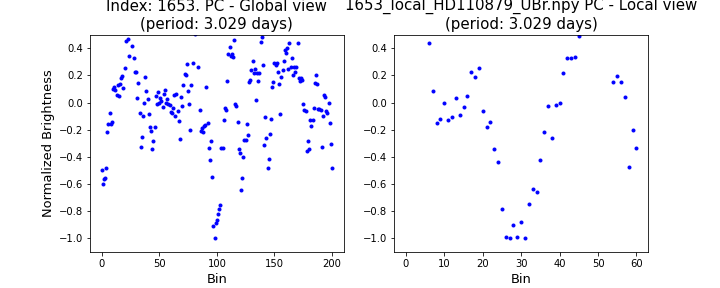 Index: 1653. PC - Global view
(period: 3.029 days)
1653_local_HD110879_UBr.npy PC - Local view
(period: 3.029 days)
Normalized Brightness
0.4
0.2
0.0
−0.2
−0.4
−0.6
−0.8
−1.0
0 50 100 150 200
Bin
0.4
0.2
0.0
−0.2
−0.4
−0.6
−0.8
−1.0
0 10 20 30 40 50 60
Bin